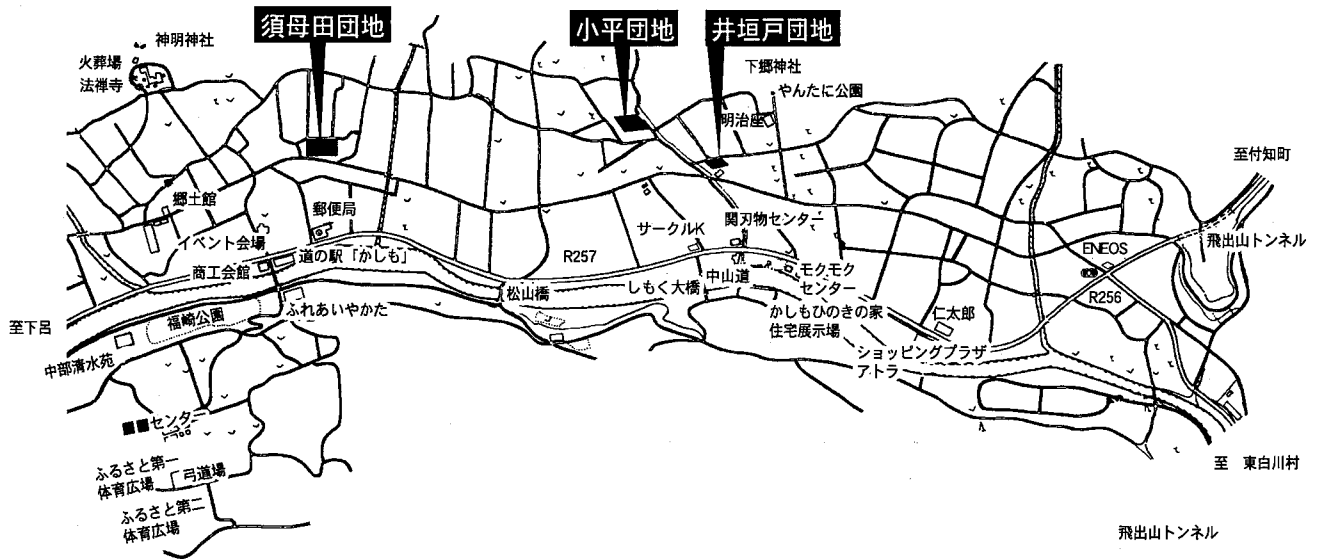 須母田団地
小平団地
井垣戸団地
神明神社
火葬場
法禅寺
下郷神社
やんたに公園
明治座
至付知町
郷土館
郵便局
イベント会場
道の駅「かしも」
商工会館
R257
サークルK
関刃物センター
飛出山トンネル
ENEOS
R256
松山橋
しもく大橋
中山道
モクモク
センター
かしもひのきの家
住宅展示場
仁太郎
ショッピングプラザ
アトラ
至下呂
福崎公園
ふれあいやかた
中部清水苑
■■センター
ふるさと第一
体育広場
弓道場
ふるさと第二
体育広場
至 東白川村
飛出山トンネル